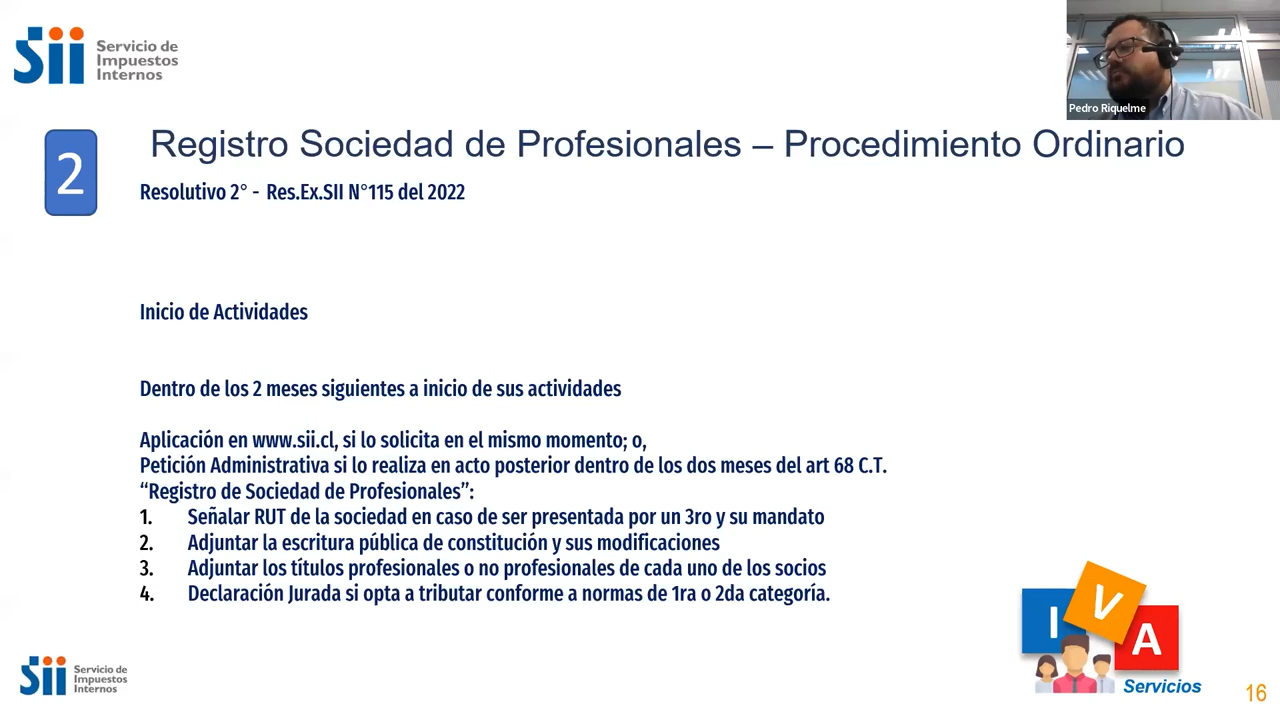 Sii Servicio de
Impuestos
Internos
Pedro Riquelme
2
Registro Sociedad de Profesionales – Procedimiento Ordinario
Resolutivo 2° - Res.Ex.SII N°115 del 2022
Inicio de Actividades
Dentro de los 2 meses siguientes a inicio de sus actividades
Aplicación en www.sii.cl, si lo solicita en el mismo momento; o,
Petición Administrativa si lo realiza en acto posterior dentro de los dos meses del art 68 C.T.
“Registro de Sociedad de Profesionales”:
1. Señalar RUT de la sociedad en caso de ser presentada por un 3ro y su mandato
2. Adjuntar la escritura pública de constitución y sus modificaciones
3. Adjuntar los títulos profesionales o no profesionales de cada uno de los socios
4. Declaración Jurada si opta a tributar conforme a normas de 1ra o 2da categoría.
Sii Servicio de
Impuestos
Internos
IVA
Servicios
16